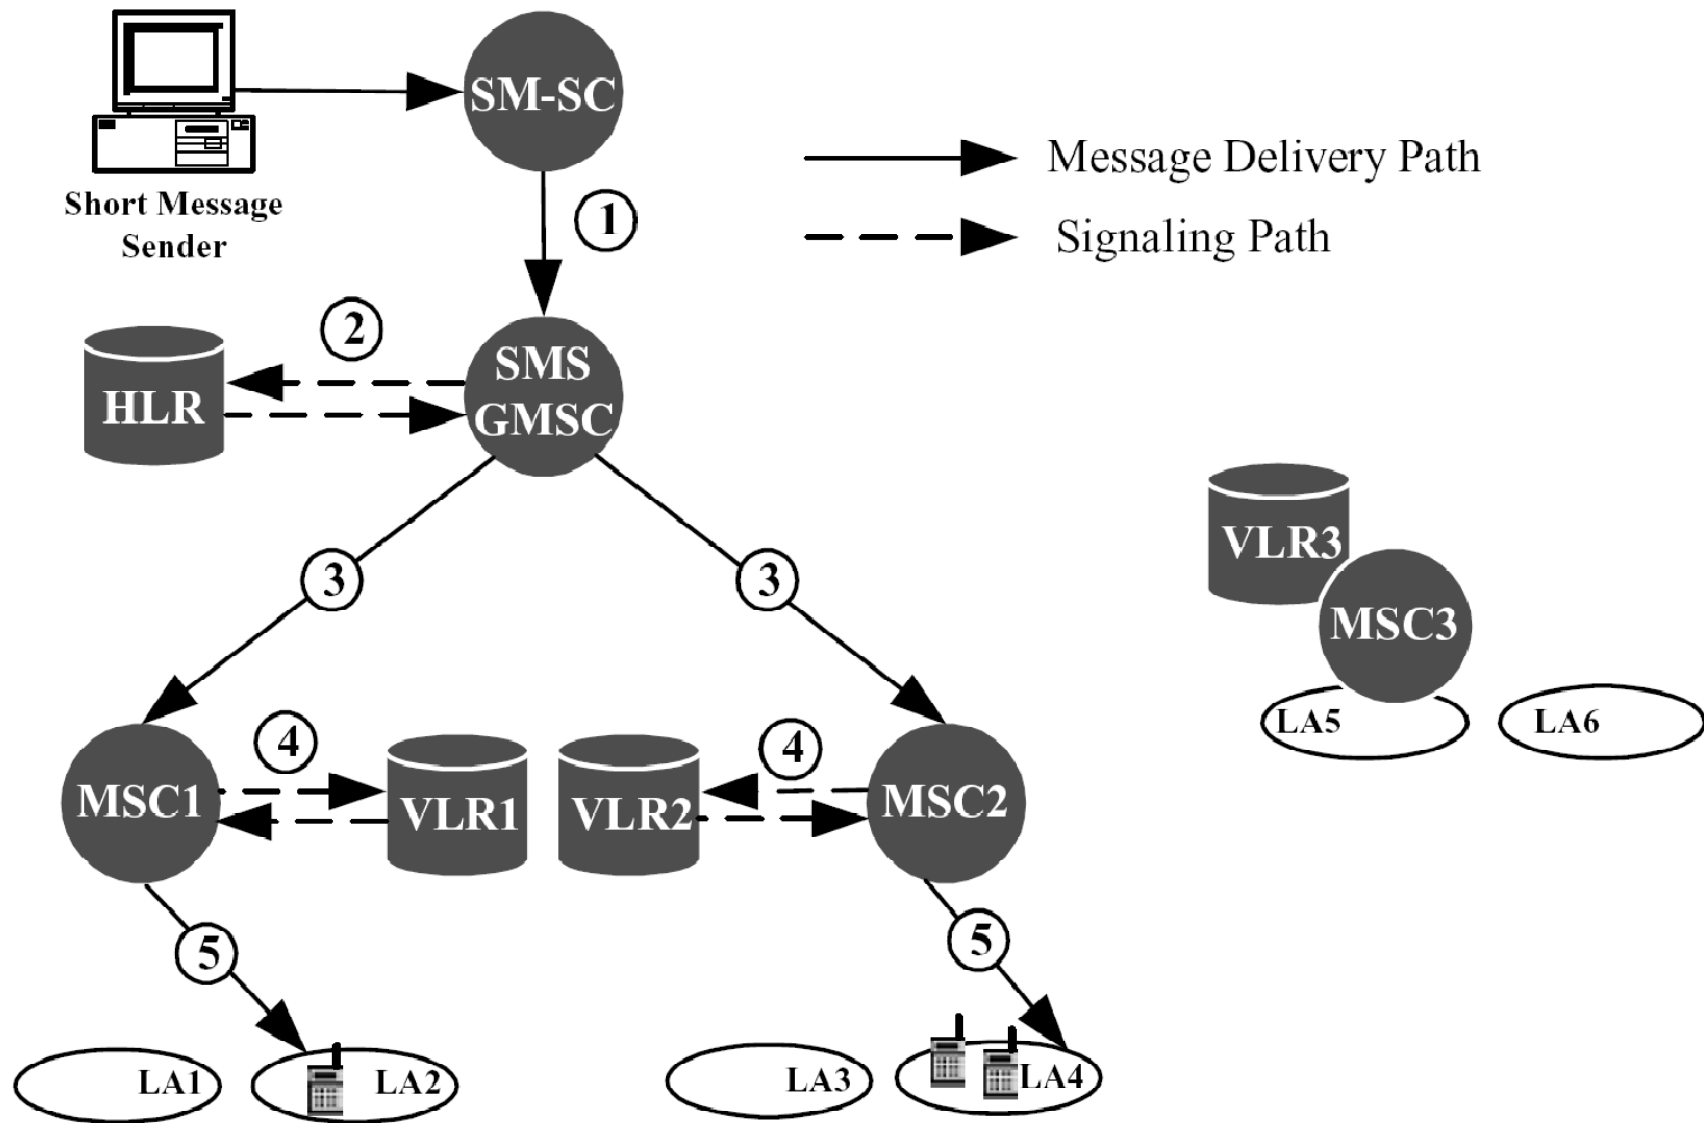 SM-SC
Message Delivery Path
Short Message
Sender
1
Signaling Path
2
SMS
GMSC
HLR
VLR3
3
3
MSC3
LA5
LA6
4
4
MSC1
VLR1
VLR2
MSC2
5
5
LA1
LA2
LA3
LA4